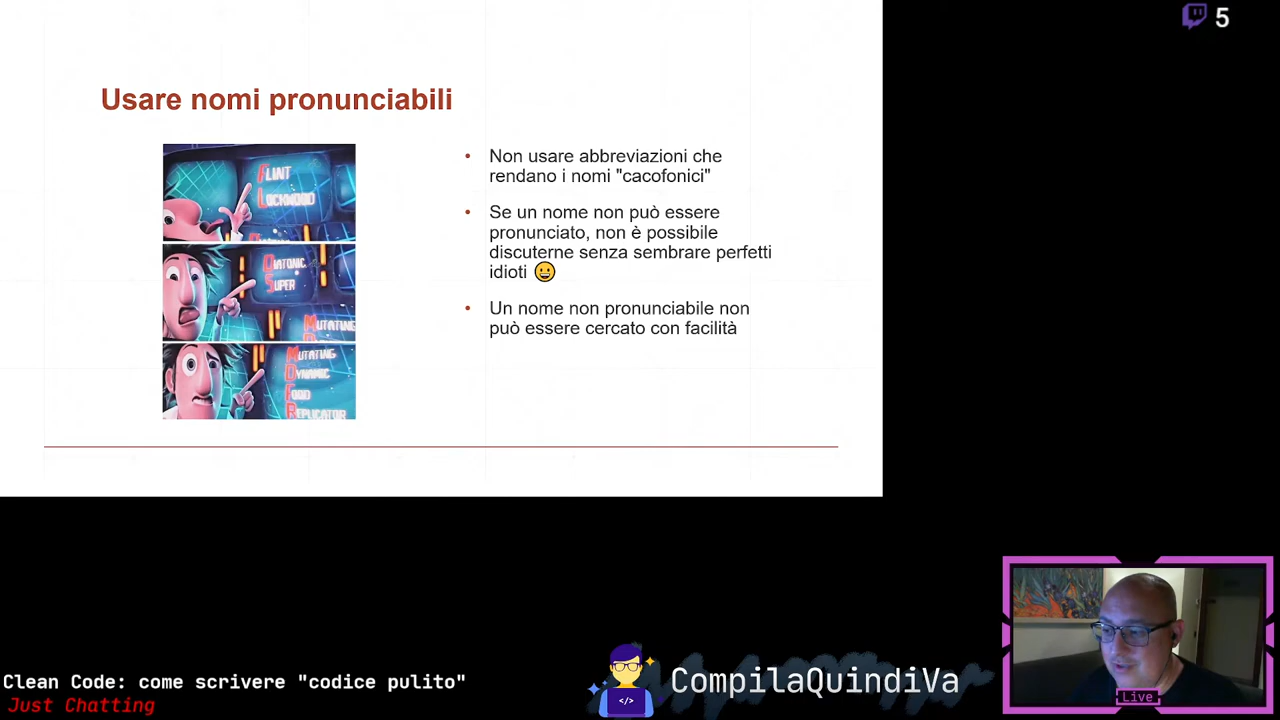 5
Usare nomi pronunciabili
FLINT
LOCKWOOD
DIATONIC
SUPER
MUTATING
MUTATING
DYNAMIC
FOOD
REPLICATOR
• Non usare abbreviazioni che
rendano i nomi "cacofonici"
• Se un nome non può essere
pronunciato, non è possibile
discuterne senza sembrare perfetti
idioti 😀
• Un nome non pronunciabile non
può essere cercato con facilità
Clean Code: come scrivere "codice pulito"
Just Chatting
</>
CompilaQuindiVa
Live